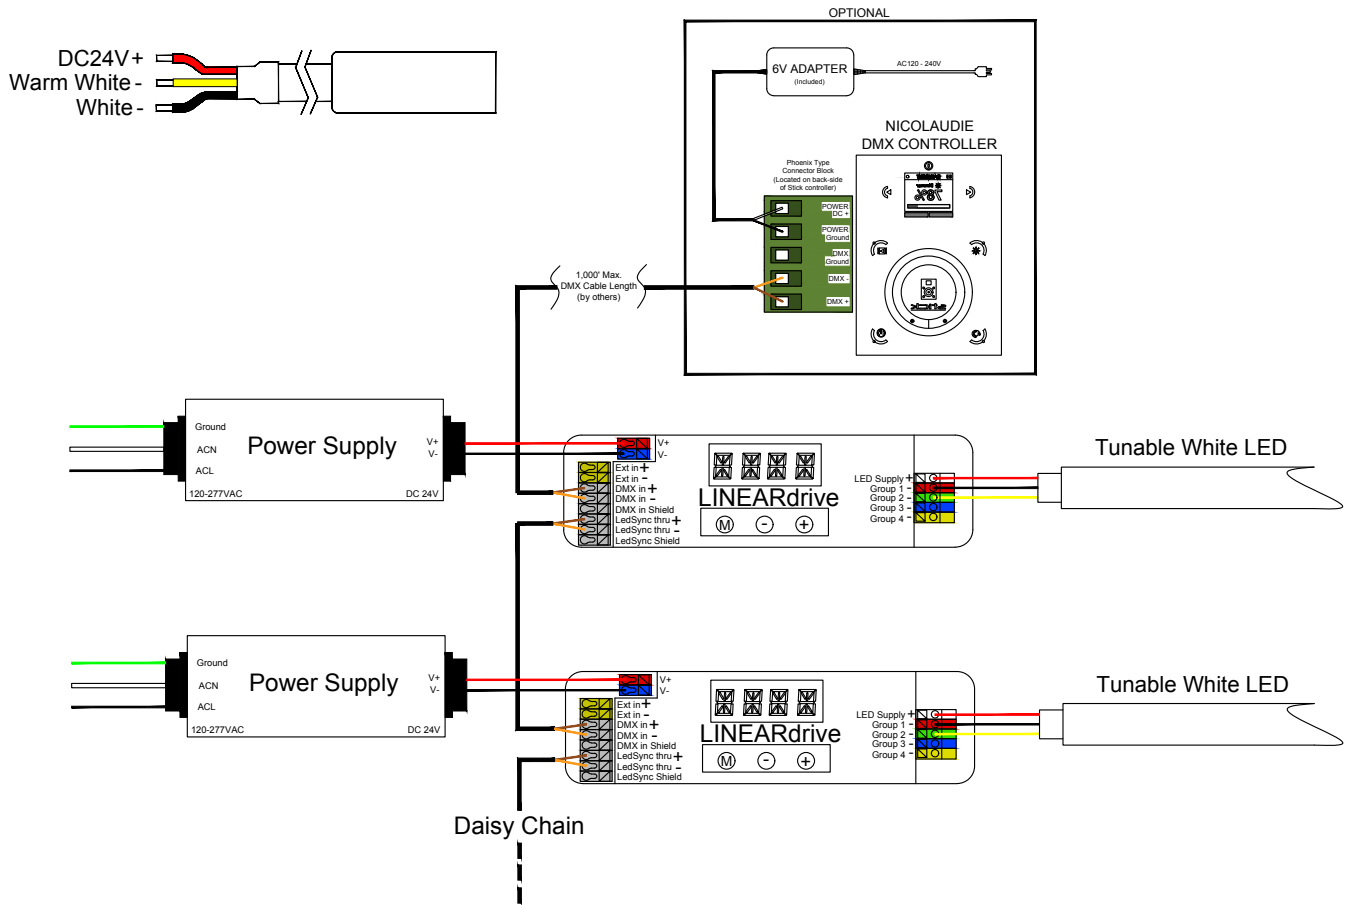 OPTIONAL
DC24V+
Warm White -
White -
6V ADAPTER
(Included)
AC120 - 240V
NICOLAUDIE
DMX CONTROLLER
Phoenix Type
Connector Block
(Located on back-side
of Stick controller)
POWER
DC +
POWER
Ground
DMX
Ground
DMX -
DMX +
1,000' Max.
DMX Cable Length
(by others)
Ground
ACN
ACL
120-277VAC
Power Supply
V+
V-
DC 24V
V+
V-
Ext in +
Ext in -
DMX in +
DMX in -
DMX in Shield
LedSync thru +
LedSync thru -
LedSync Shield
LINEARdrive
M - +
LED Supply +
Group 1 -
Group 2 -
Group 3 -
Group 4 -
Tunable White LED
Ground
ACN
ACL
120-277VAC
Power Supply
V+
V-
DC 24V
V+
V-
Ext in +
Ext in -
DMX in +
DMX in -
DMX in Shield
LedSync thru +
LedSync thru -
LedSync Shield
LINEARdrive
M - +
LED Supply +
Group 1 -
Group 2 -
Group 3 -
Group 4 -
Tunable White LED
Daisy Chain